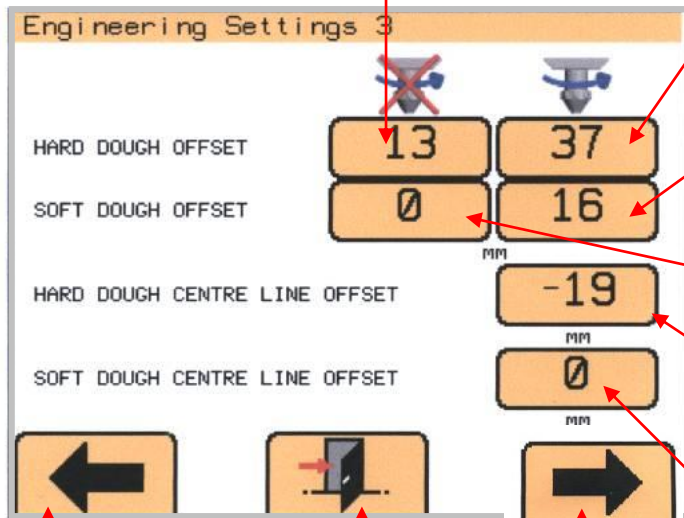 Engineering Settings 3
HARD DOUGH OFFSET 13 37
SOFT DOUGH OFFSET 0 16
MM
HARD DOUGH CENTRE LINE OFFSET -19
MM
SOFT DOUGH CENTRE LINE OFFSET 0
MM